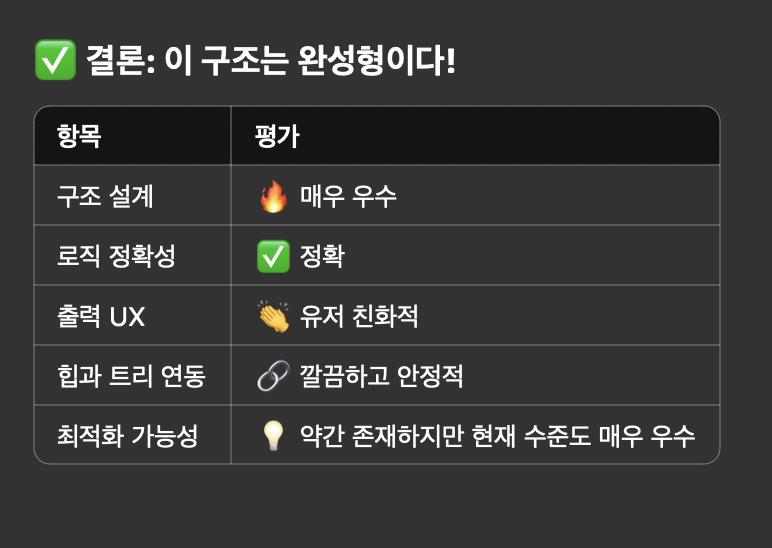 ✅ 결론: 이 구조는 완성형이다!
항목 평가
구조 설계 🔥 매우 우수
로직 정확성 ✅ 정확
출력 UX 👏 유저 친화적
힙과 트리 연동 🔗 깔끔하고 안정적
최적화 가능성 💡 약간 존재하지만 현재 수준도 매우 우수